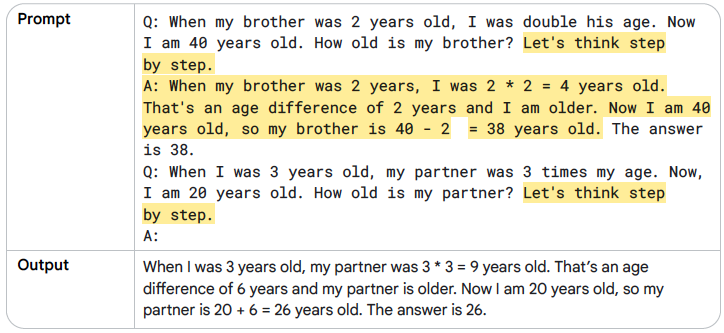 Prompt
Q: When my brother was 2 years old, I was double his age. Now
I am 40 years old. How old is my brother? Let's think step
by step.
A: When my brother was 2 years, I was 2 * 2 = 4 years old.
That's an age difference of 2 years and I am older. Now I am 40
years old, so my brother is 40 - 2  = 38 years old. The answer
is 38.
Q: When I was 3 years old, my partner was 3 times my age. Now,
I am 20 years old. How old is my partner? Let's think step
by step.
A:
Output
When I was 3 years old, my partner was 3 * 3 = 9 years old. That’s an age
difference of 6 years and my partner is older. Now I am 20 years old, so my
partner is 20 + 6 = 26 years old. The answer is 26.